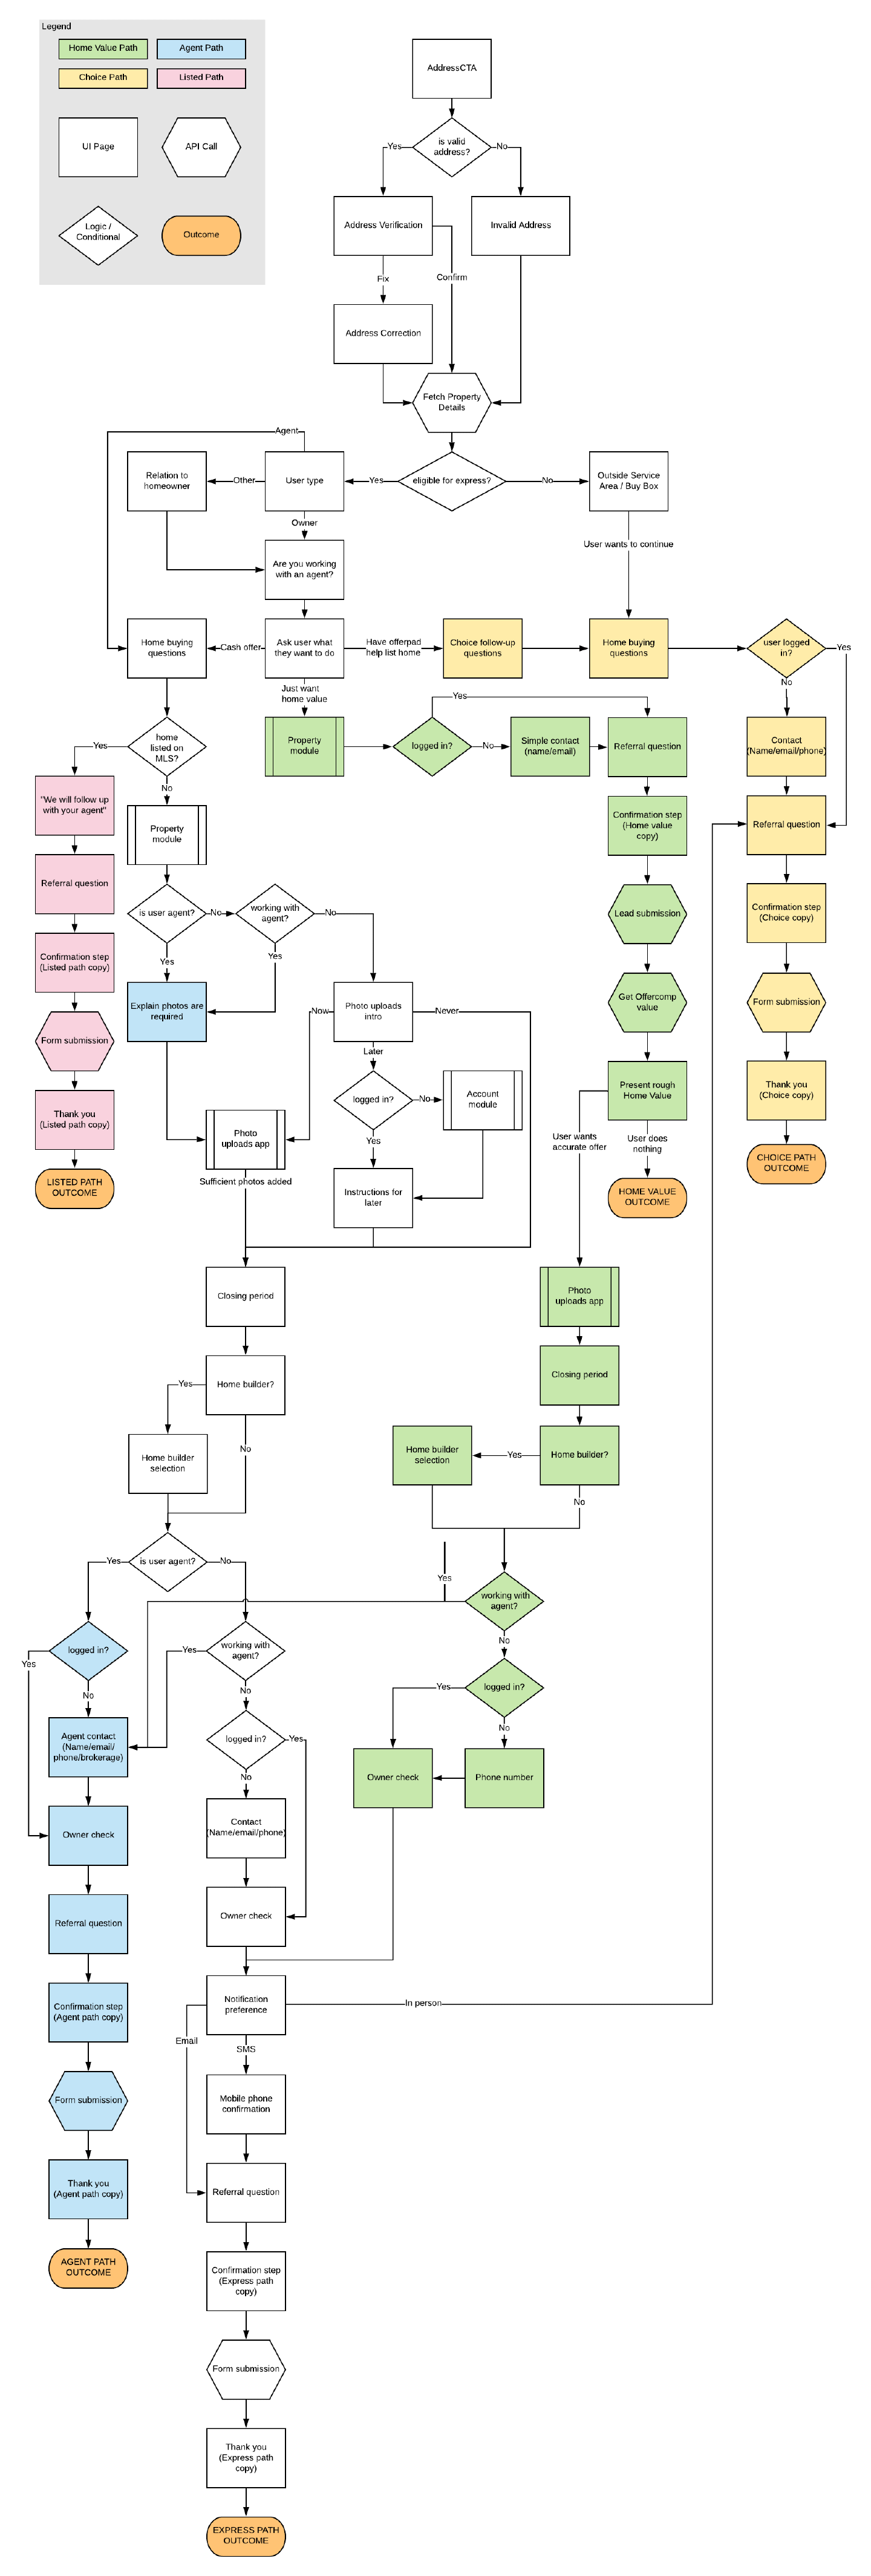 Legend
Home Value Path
Agent Path
Choice Path
Listed Path
UI Page
API Call
Logic /
Conditional
Outcome
AddressCTA
is valid
address?
Yes
No
Address Verification
Invalid Address
Fix
Confirm
Address Correction
Fetch Property
Details
Agent
Relation to
homeowner
Other
User type
Yes
eligible for express?
No
Outside Service
Area / Buy Box
Owner
User wants to continue
Are you working
with an agent?
Home buying
questions
Cash offer
Ask user what
they want to do
Have offerpad
help list home
Choice follow-up
questions
Home buying
questions
user logged
in?
Yes
No
Just want
home value
Yes
home
listed on
MLS?
Yes
No
Property
module
logged in?
No
Simple contact
(name/email)
Referral question
Contact
(Name/email/phone)
"We will follow up
with your agent"
Property
module
Confirmation step
(Home value
copy)
Referral question
Referral question
is user agent?
No
working with
agent?
No
Yes
Yes
Lead submission
Confirmation step
(Choice copy)
Confirmation step
(Listed path copy)
Explain photos are
required
Now
Photo uploads
intro
Never
Later
Get Offercomp
value
Form submission
Form submission
logged in?
No
Account
module
Yes
Present rough
Home Value
Thank you
(Choice copy)
Thank you
(Listed path copy)
Photo
uploads app
Sufficient photos added
User wants
accurate offer
User does
nothing
CHOICE PATH
OUTCOME
LISTED PATH
OUTCOME
Instructions for
later
HOME VALUE
OUTCOME
Closing period
Photo
uploads app
Closing period
Home builder?
Yes
No
Home builder
selection
Home builder
selection
Yes
Home builder?
No
is user agent?
Yes
No
Yes
working with
agent?
No
logged in?
Yes
No
working with
agent?
Yes
No
logged in?
Yes
No
Agent contact
(Name/email/
phone/brokerage)
logged in?
Yes
No
Owner check
Phone number
Owner check
Contact
(Name/email/phone)
Owner check
Referral question
Confirmation step
(Agent path copy)
Notification
preference
In person
Email
SMS
Form submission
Mobile phone
confirmation
Thank you
(Agent path copy)
Referral question
AGENT PATH
OUTCOME
Confirmation step
(Express path
copy)
Form submission
Thank you
(Express path
copy)
EXPRESS PATH
OUTCOME